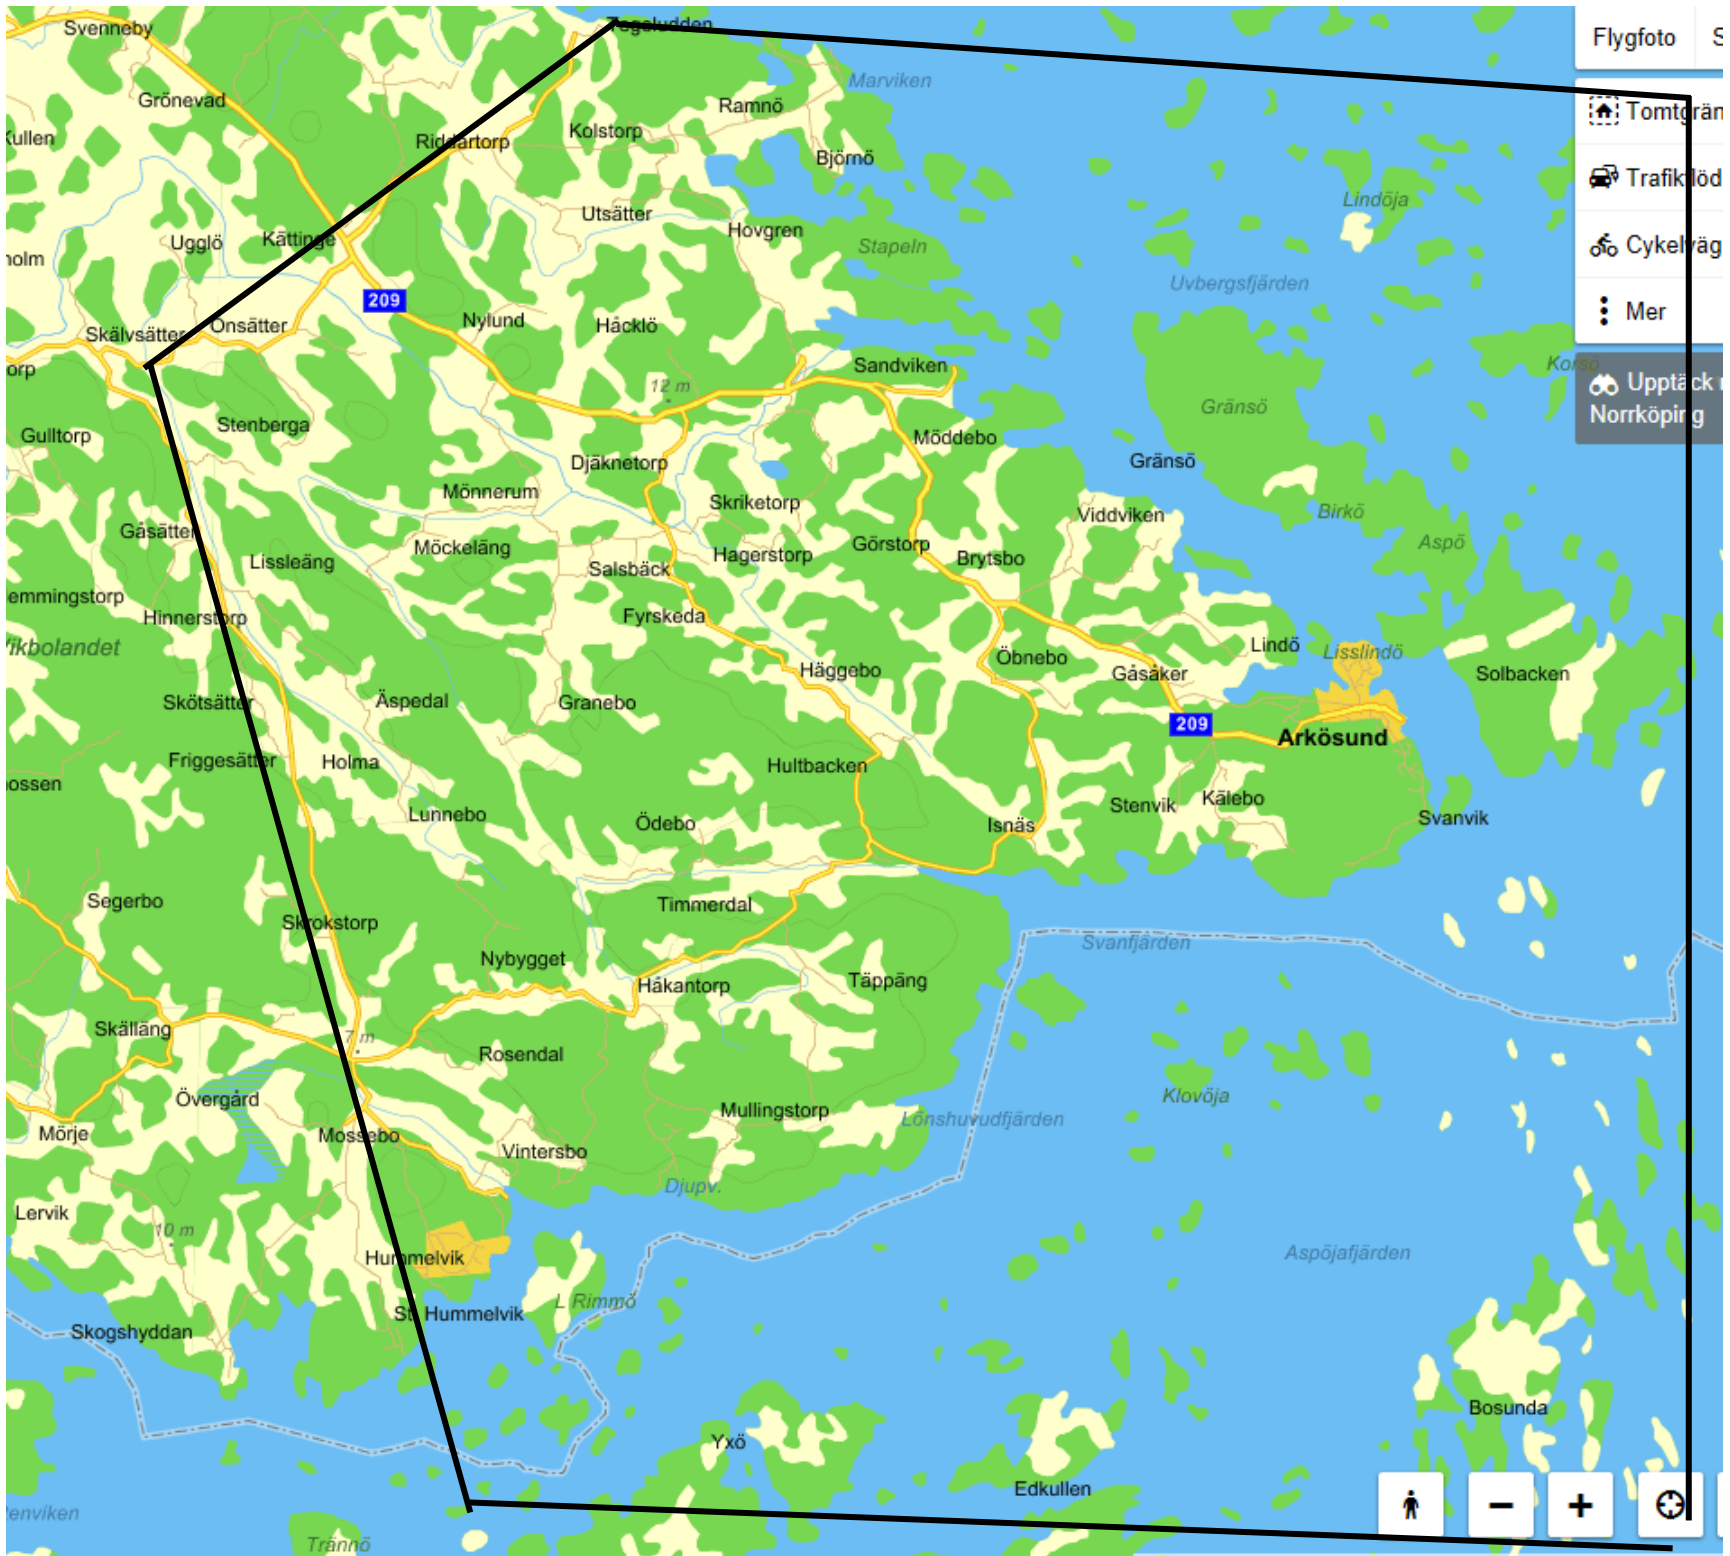 Svenneby
Tegeludden
Flygfoto
Marviken
Grönevad
Ramnö
Tomtgrän
Kullen
Riddartorp
Kolstorp
Björnö
Trafikflöd
Lindöja
Utsätter
Hovgren
Ugglö
Kättinge
Stapeln
Cykelväg
holm
Uvbergsfjärden
209
Mer
Skälvsätter
Onsätter
Nylund
Häcklö
Sandviken
Korsö
orp
12 m
Upptäck
Norrköping
Gränsö
Gulltorp
Stenberga
Möddebo
Djäknetorp
Gränsö
Mönnerum
Skriketorp
Birkö
Viddviken
Gåsätter
Möckeläng
Hagerstorp
Görstorp
Brytsbo
Aspö
Lissleäng
Salsbäck
emmingstorp
Hinnerstorp
Fyrskeda
Vikbolandet
Häggebo
Öbnebo
Lindö
Lisslindö
Gåsåker
Solbacken
Skötsätter
Äspedal
Granebo
209
Arkösund
Friggesätter
Holma
Hultbacken
ossen
Lunnebo
Ödebo
Isnäs
Stenvik
Kälebo
Svanvik
Segerbo
Timmerdal
Skrokstorp
Svanfjärden
Nybygget
Håkantorp
Täppäng
Skälläng
7 m
Rosendal
Övergård
Klovöja
Mörje
Mossebo
Mullingstorp
Lönshuvudfjärden
Vintersbo
Djupv.
Lervik
10 m
Hummelvik
Aspöjafjärden
L Rimmö
St. Hummelvik
Skogshyddan
Bosunda
Yxö
Edkullen
enviken
Trännö